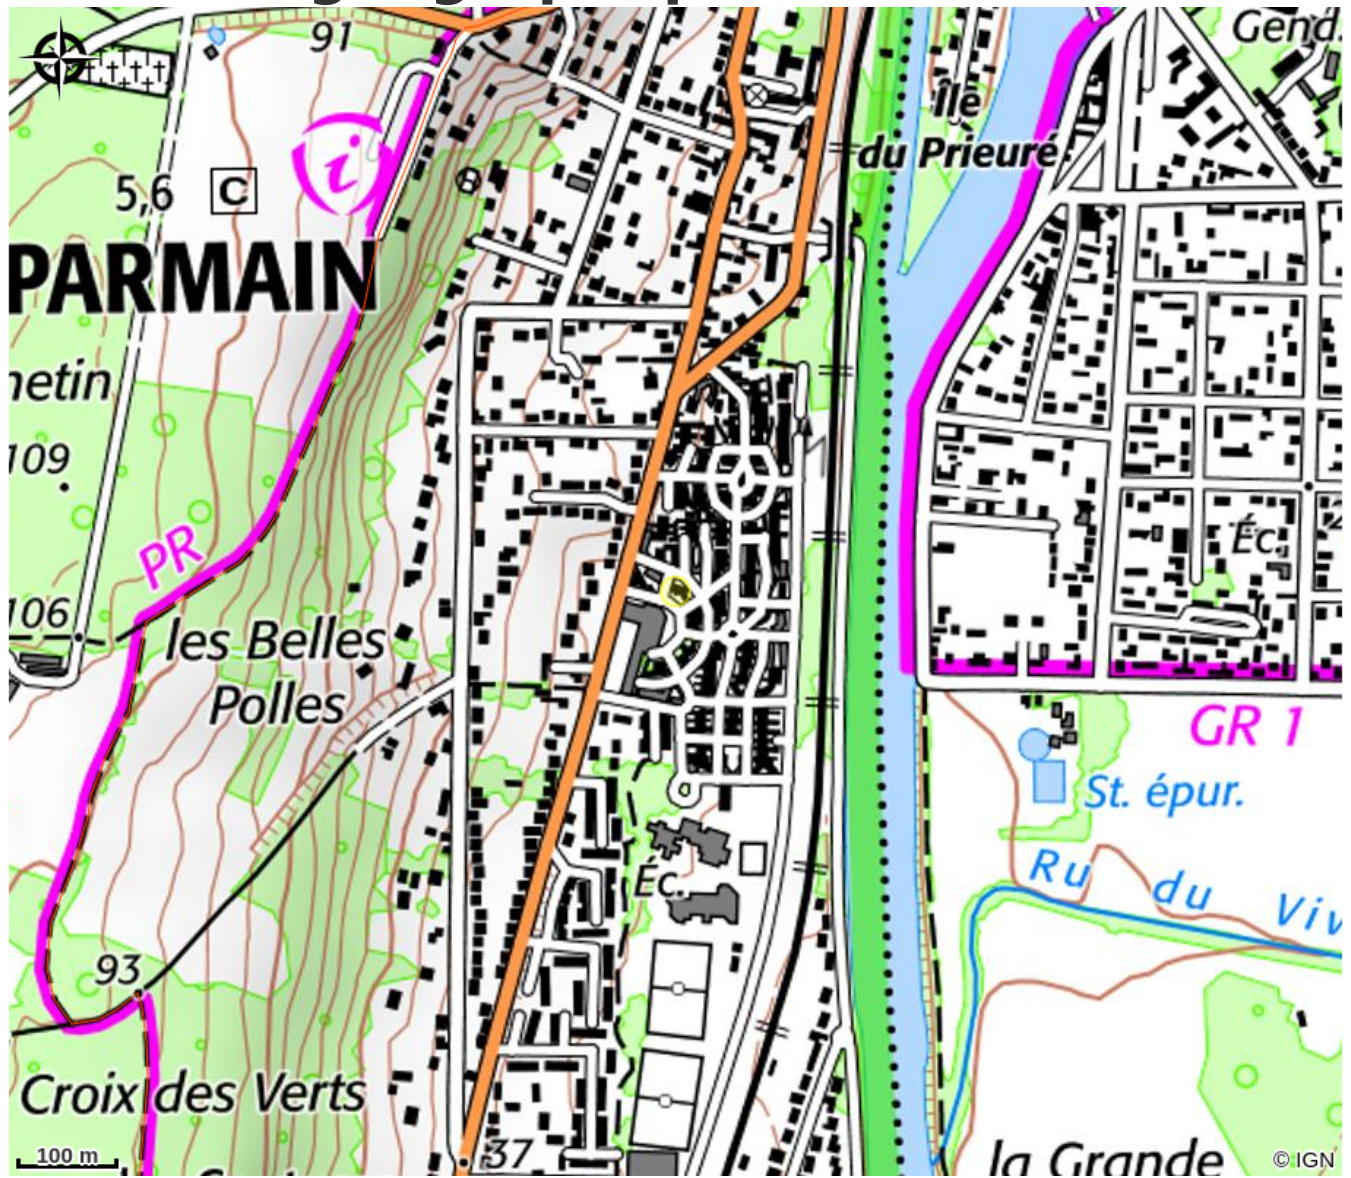 91
Gend.
Île
du Prieuré
5,6
C
i
PARMAIN
netin
109
PR
Éc.
2
106
les Belles
Polles
GR 1
St. épur.
Éc.
Ru du Viv
93
Croix des Verts
37
la Grande
100 m
© IGN